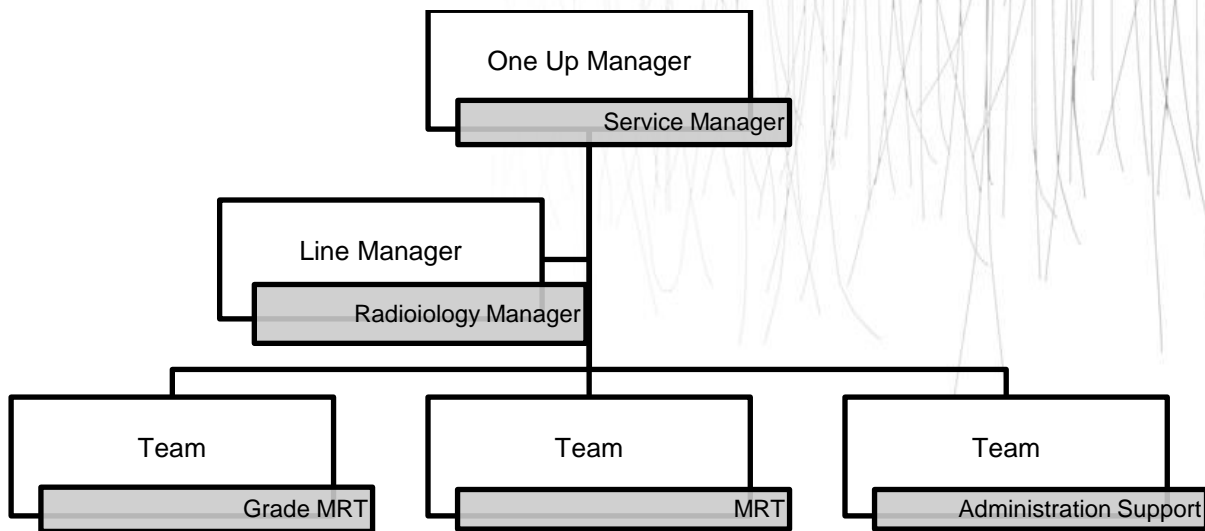 One Up Manager
Service Manager
Line Manager
Radioiology Manager
Team
Grade MRT
Team
MRT
Team
Administration Support